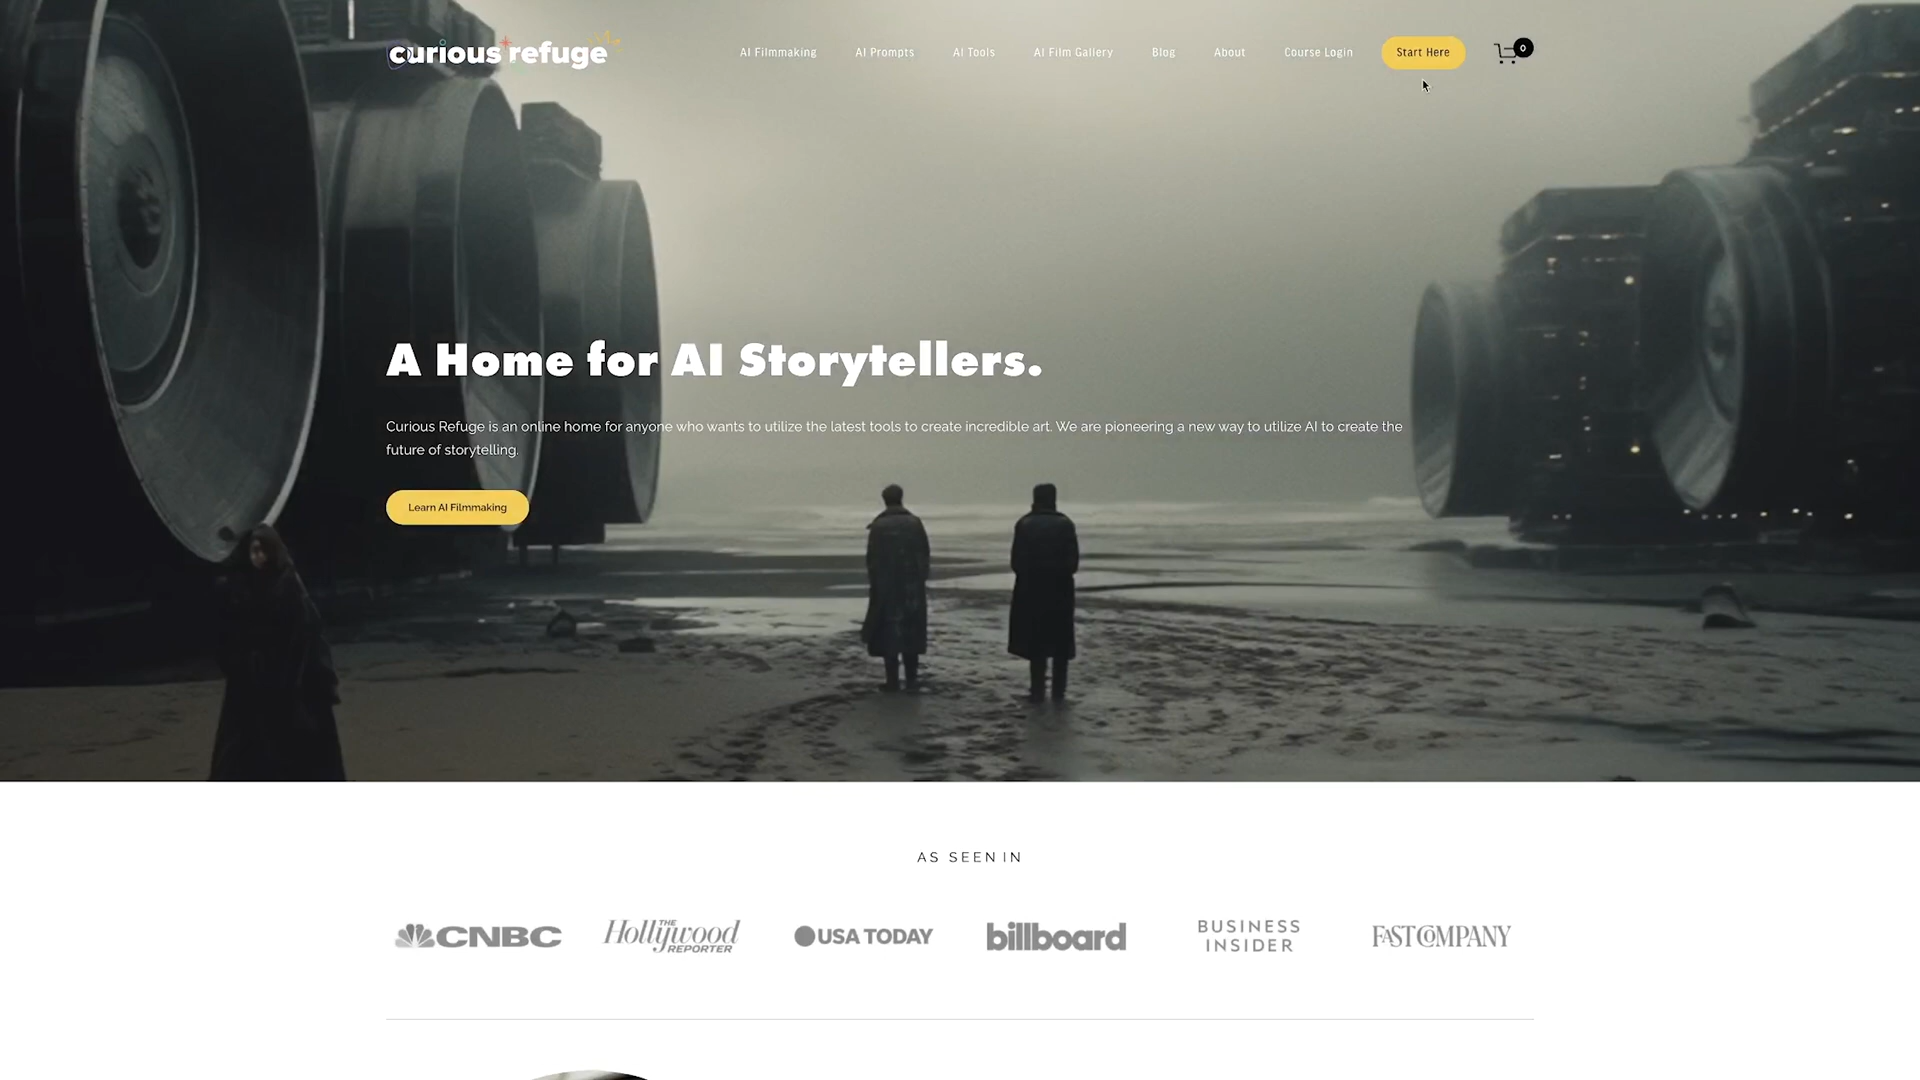 curious refuge
AI Filmmaking
AI Prompts
AI Tools
AI Film Gallery
Blog
About
Course Login
Start Here
0
A Home for AI Storytellers.
Curious Refuge is an online home for anyone who wants to utilize the latest tools to create incredible art. We are pioneering a new way to utilize AI to create the
future of storytelling.
Learn AI Filmmaking
AS SEEN IN
CNBC
THE
Hollywood
REPORTER
USA TODAY
billboard
BUSINESS
INSIDER
FAST COMPANY